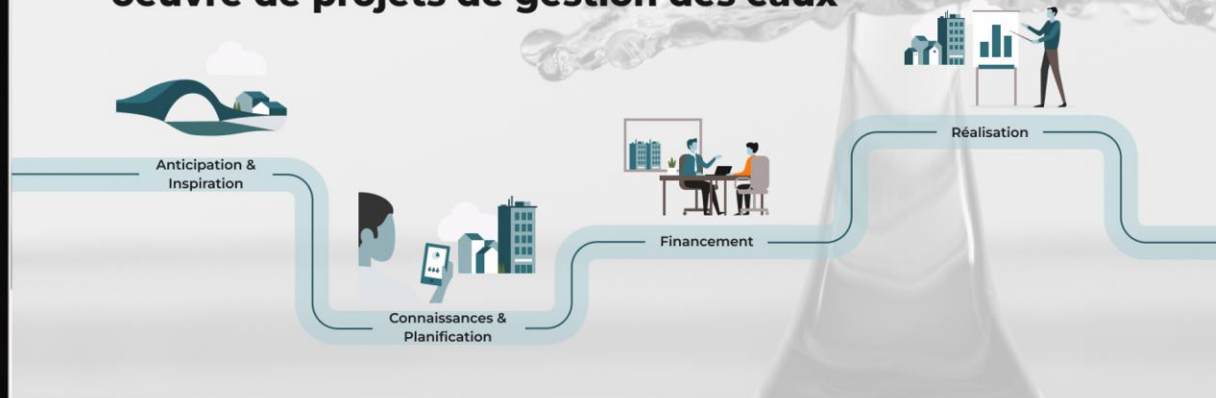 oeuvre de projets de gestion des eaux
Anticipation &
Inspiration
Connaissances &
Planification
Financement
Réalisation